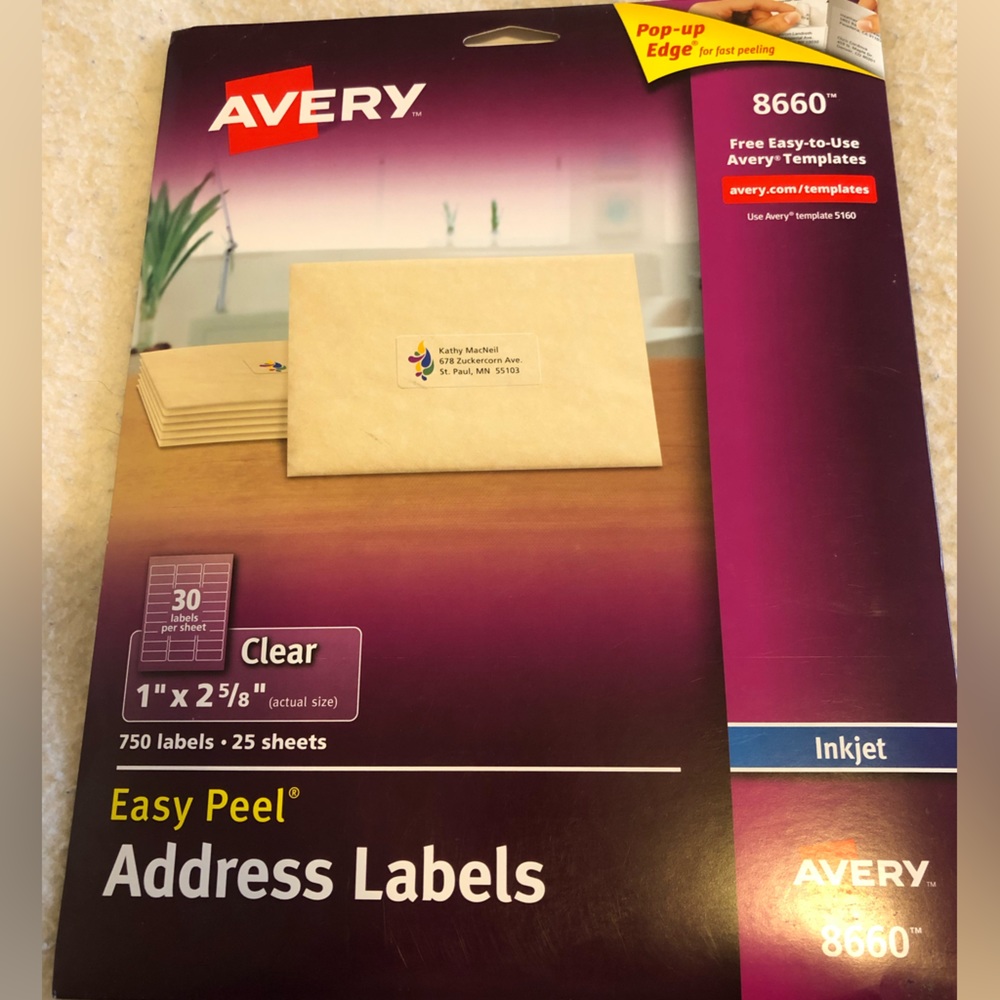 Pop-up
Edge® for fast peeling
AVERY™
8660™
Free Easy-to-Use
Avery® Templates
avery.com/templates
Use Avery® template 5160
Kathy MacNeil
678 Zuckercorn Ave.
St. Paul, MN 55103
30
labels
per sheet
Clear
1" x 2 5/8" (actual size)
750 labels • 25 sheets
Inkjet
Easy Peel®
Address Labels
AVERY™
8660™